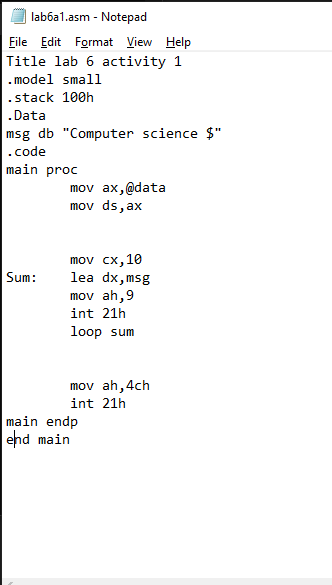 lab6a1.asm - Notepad
File Edit Format View Help
Title lab 6 activity 1
.model small
.stack 100h
.Data
msg db "Computer science $"
.code
main proc
mov ax,@data
mov ds,ax
mov cx,10
Sum: lea dx,msg
mov ah,9
int 21h
loop sum
mov ah,4ch
int 21h
main endp
end main